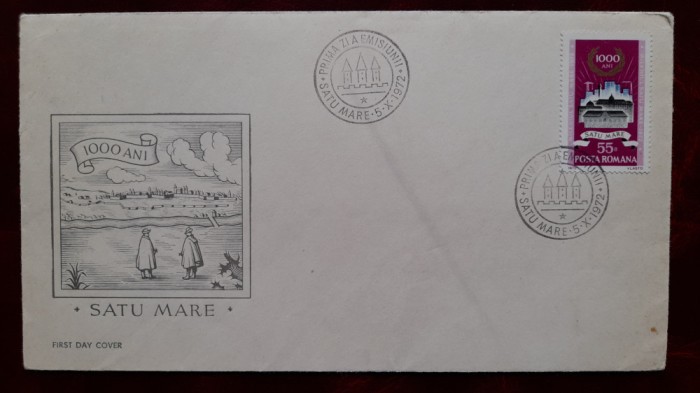 PRIMA ZI A EMISIUNII
SATU MARE · 5 · X · 1972
1000
ANI
SATU MARE
55B
POSTA ROMANA
PRIMA ZI A EMISIUNII
SATU MARE · 5 · X · 1972
1000 ANI
SATU MARE
FIRST DAY COVER